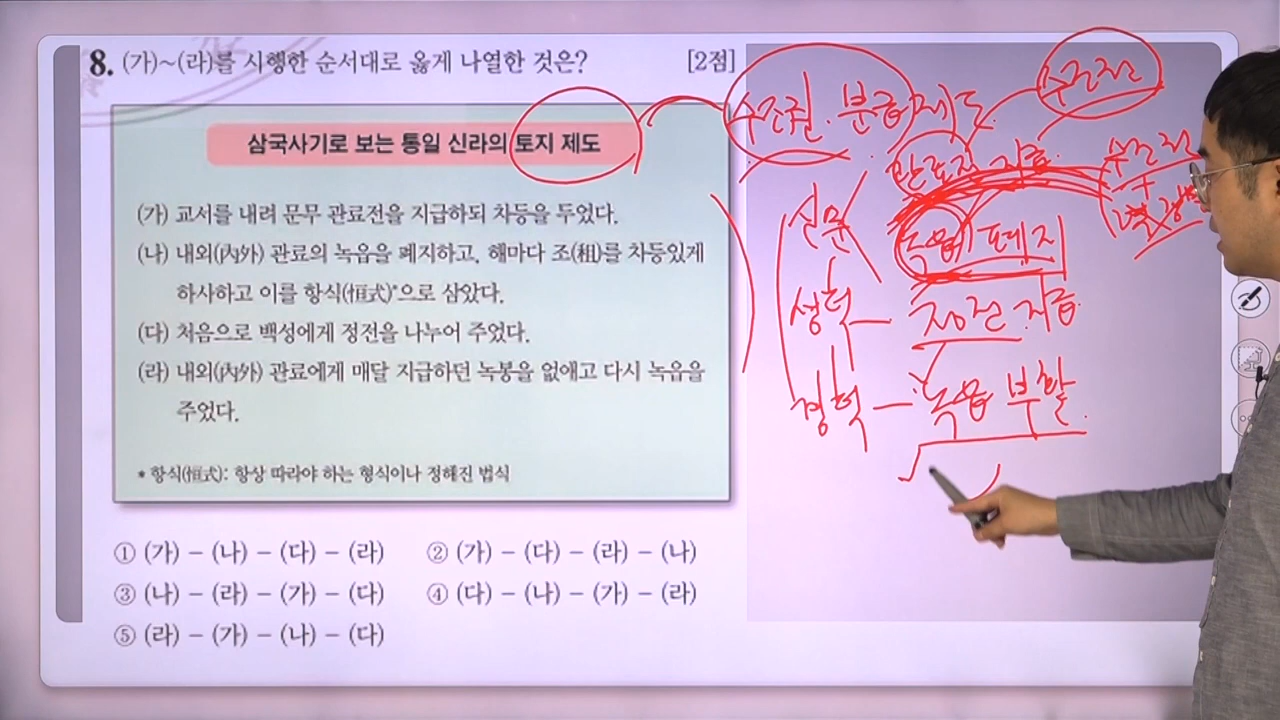 8. (가)~(라)를 시행한 순서대로 옳게 나열한 것은? [2점]
삼국사기로 보는 통일 신라의 토지 제도
(가) 교서를 내려 문무 관료전을 지급하되 차등을 두었다.
(나) 내외(內外) 관료의 녹읍을 폐지하고, 해마다 조(租)를 차등있게
하사하고 이를 항식(恒式)*으로 삼았다.
(다) 처음으로 백성에게 정전을 나누어 주었다.
(라) 내외(內外) 관료에게 매달 지급하던 녹봉을 없애고 다시 녹읍을
주었다.
* 항식(恒式): 항상 따라야 하는 형식이나 정해진 법식
① (가) – (나) – (다) – (라) ② (가) – (다) – (라) – (나)
③ (나) – (라) – (가) – (다) ④ (다) – (나) – (가) – (라)
⑤ (라) – (가) – (나) – (다)
수조권
수조권. 분급제도
관료전 지급
수조권
신문
녹읍 폐지
성덕 – 정전 지급
경덕 – 녹읍 부활